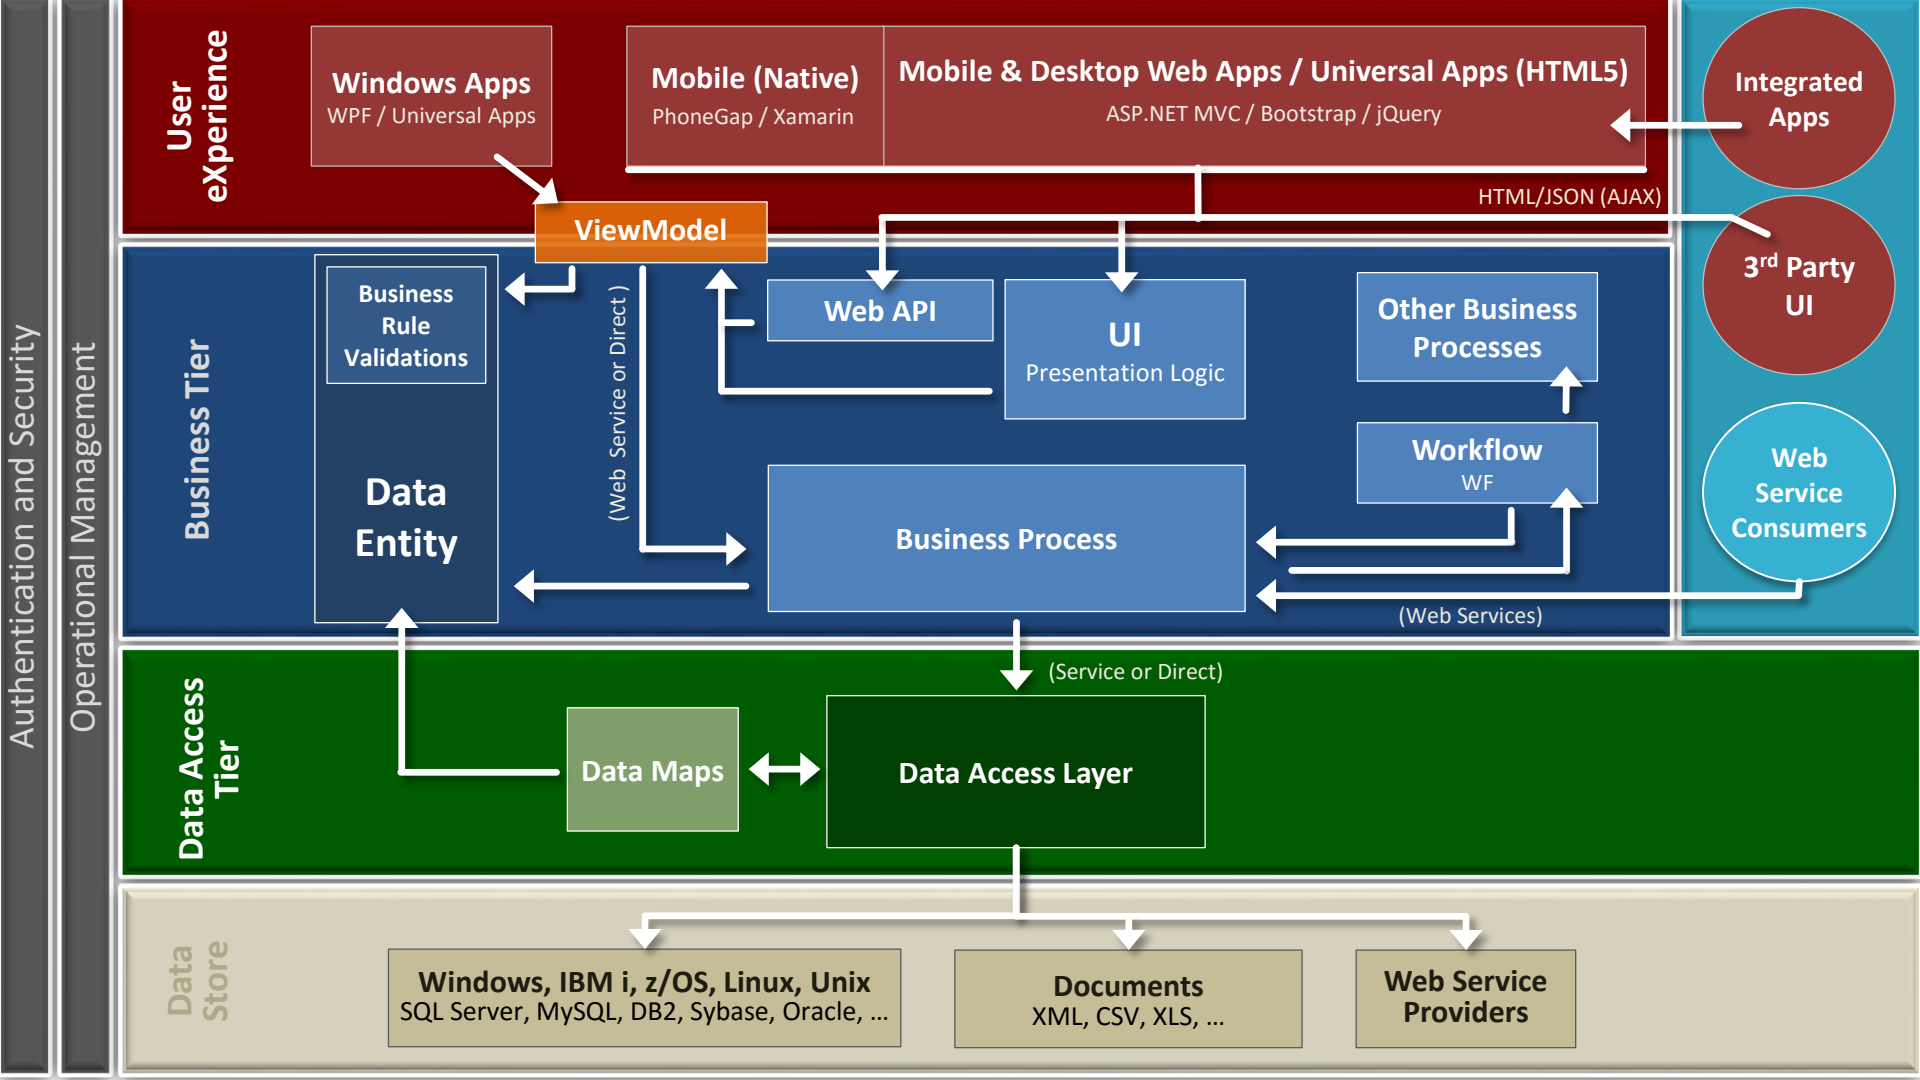 Authentication and Security
Operational Management
User
eXperience
Windows Apps
WPF / Universal Apps
Mobile (Native)
PhoneGap / Xamarin
Mobile & Desktop Web Apps / Universal Apps (HTML5)
ASP.NET MVC / Bootstrap / jQuery
Integrated
Apps
HTML/JSON (AJAX)
ViewModel
3rd Party
UI
Business Tier
Business
Rule
Validations
Data
Entity
(Web Service or Direct )
Web API
UI
Presentation Logic
Other Business
Processes
Workflow
WF
Business Process
Web
Service
Consumers
(Web Services)
Data Access
Tier
(Service or Direct)
Data Maps
Data Access Layer
Data
Store
Windows, IBM i, z/OS, Linux, Unix
SQL Server, MySQL, DB2, Sybase, Oracle, ...
Documents
XML, CSV, XLS, ...
Web Service
Providers